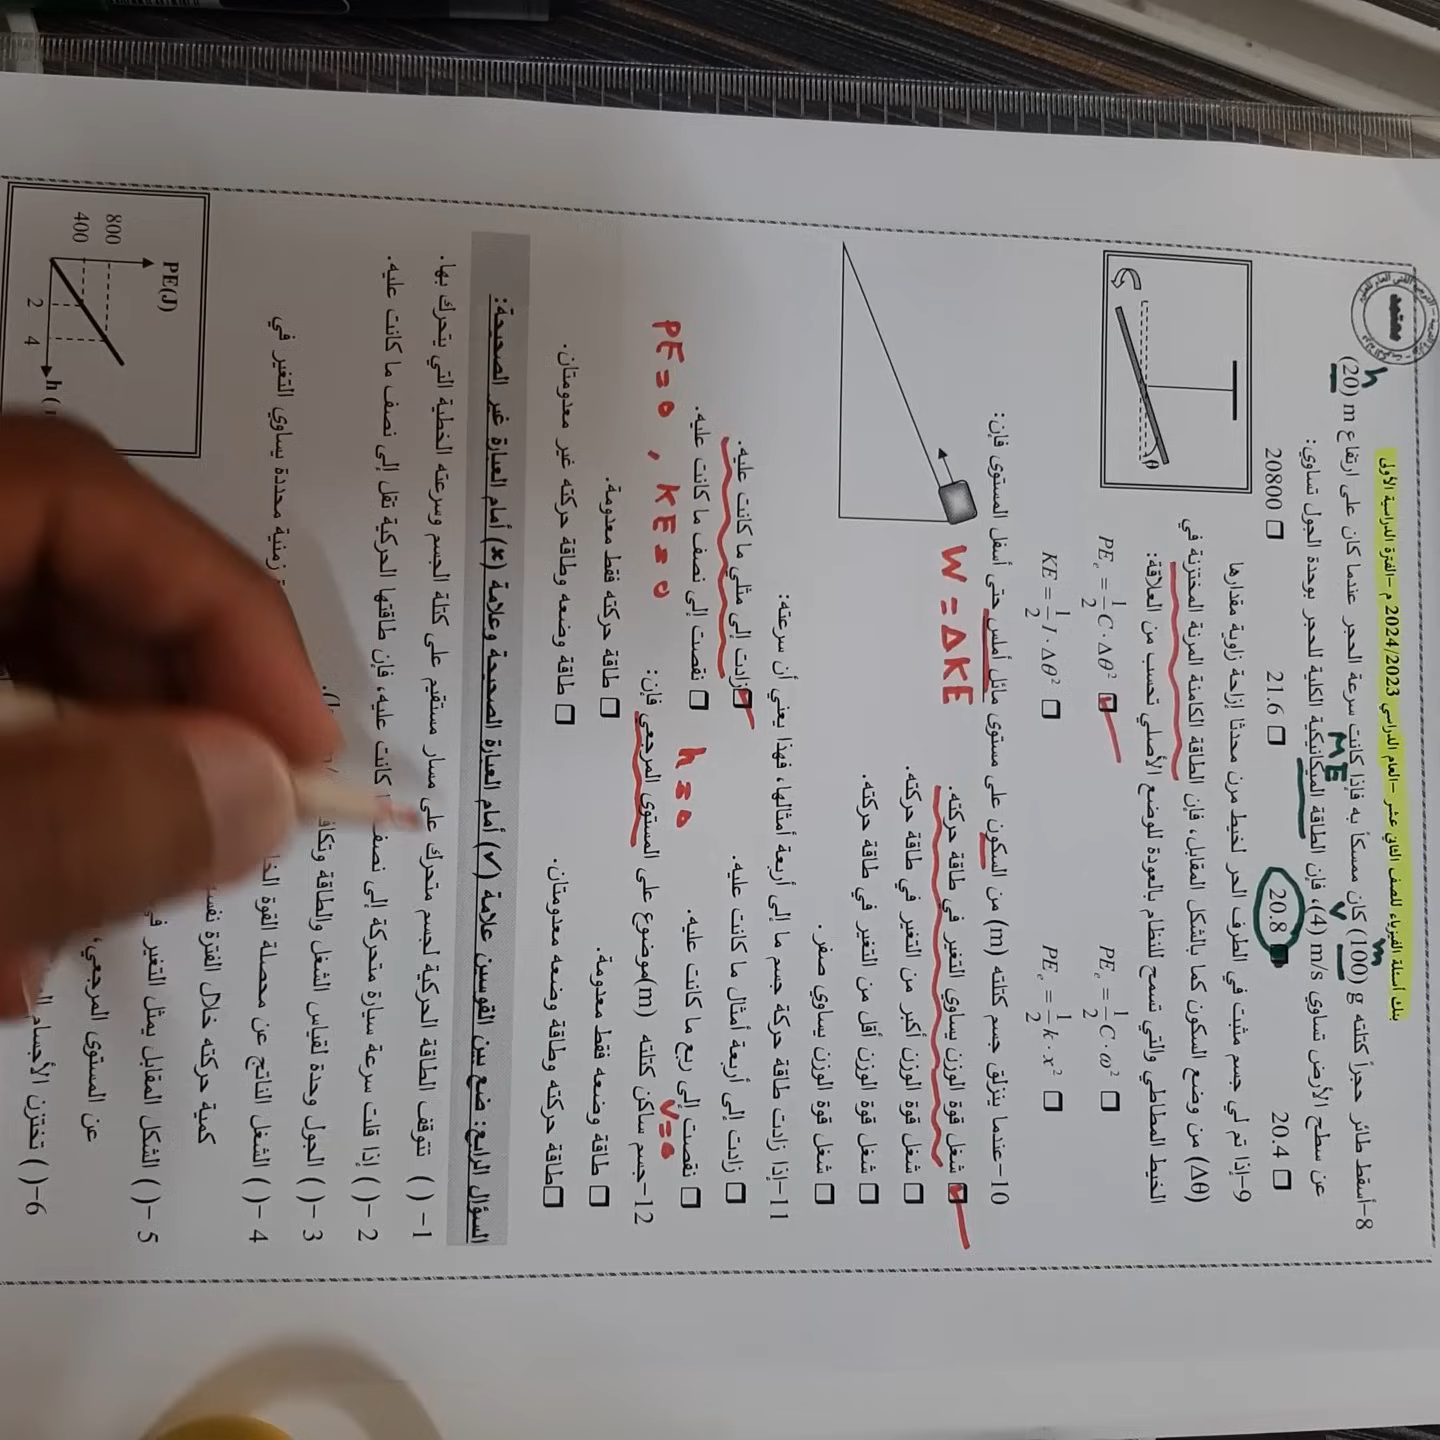 بنك أسئلة الفيزياء للصف الثاني عشر – العام الدراسي 2024/2023 م – الفترة الدراسية الأولى
معتمد
8-أسقط طائر حجراً كتلته g (100) كان ممسكاً به فإذا كانت سرعة الحجر عندما كان على ارتفاع m (20)
m v h
عن سطح الأرض تساوي m/s (4)، فإن الطاقة الميكانيكية الكلية للحجر بوحدة الجول تساوي:
ME
20.4 20.8 21.6 20800
9-إذا تم لي جسم مثبت في الطرف الحر لخيط مرن محدثا إزاحة زاوية مقدارها
(Δθ) من وضع السكون كما بالشكل المقابل، فإن الطاقة الكامنة المرنة المختزنة في
الخيط المطاطي والتي تسمح للنظام بالعودة للوضع الأصلي تحسب من العلاقة:
θ
PEe = 1/2 C · ω² PEe = 1/2 C · Δθ²
PEe = 1/2 k · x² KE = 1/2 I · Δθ²
10-عندما ينزلق جسم كتلته (m) من السكون على مستوى مائل أملس حتى أسفل المستوى فإن:
شغل قوة الوزن يساوي التغير في طاقة حركته.
W = ΔKE
شغل قوة الوزن أكبر من التغير في طاقة حركته.
شغل قوة الوزن أقل من التغير في طاقة حركته.
شغل قوة الوزن يساوي صفر.
11-إذا زادت طاقة حركة جسم ما إلى أربعة أمثالها، فهذا يعني أن سرعته:
زادت إلى أربعة أمثال ما كانت عليه. زادت إلى مثلي ما كانت عليه.
نقصت إلى ربع ما كانت عليه. نقصت إلى نصف ما كانت عليه.
v=0 h=0
12-جسم ساكن كتلته (m) موضوع على المستوى المرجعي فإن:
PE=0 , KE=0
طاقة وضعه فقط معدومة. طاقة حركته فقط معدومة.
طاقة حركته وطاقة وضعه معدومتان. طاقة وضعه وطاقة حركته غير معدومتان.
السؤال الرابع: ضع بين القوسين علامة (✓) أمام العبارة الصحيحة وعلامة (✗) أمام العبارة غير الصحيحة:
1- ( ) تتوقف الطاقة الحركية لجسم متحرك على مسار مستقيم على كتلة الجسم وسرعته الخطية التي يتحرك بها.
2- ( ) إذا قلت سرعة سيارة متحركة إلى نصف ما كانت عليه، فإن طاقتها الحركية تقل إلى نصف ما كانت عليه.
3- ( ) الجول وحدة لقياس الشغل والطاقة
4- ( ) الشغل الناتج عن محصلة القوة زمنية محددة يساوي التغير في
كمية حركته خلال الفترة
5- ( ) الشكل المقابل يمثل التغير في
عن المستوى المرجعي
6- ( ) تختزن الأجسام
PE(J)
800
400
2 4 h